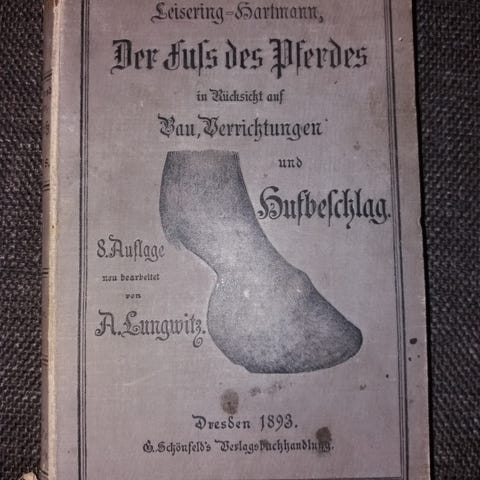 Leisering-Hartmann,
Der Fuſs des Pferdes
in Rückſicht auf
Bau, Verrichtungen
und
Hufbeſchlag.
8. Auflage
neu bearbeitet
von
A. Lungwitz.
Dresden 1893.
G. Schönfeld's Verlagsbuchhandlung.